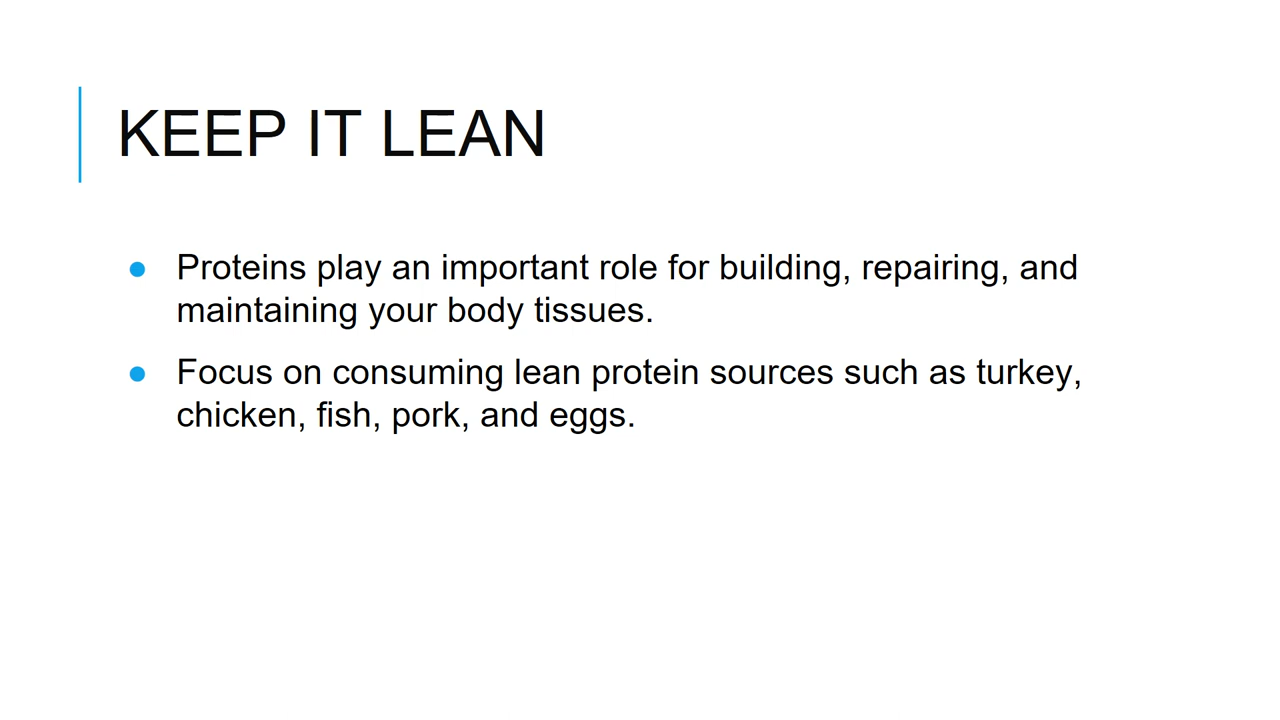 KEEP IT LEAN
● Proteins play an important role for building, repairing, and
maintaining your body tissues.
● Focus on consuming lean protein sources such as turkey,
chicken, fish, pork, and eggs.